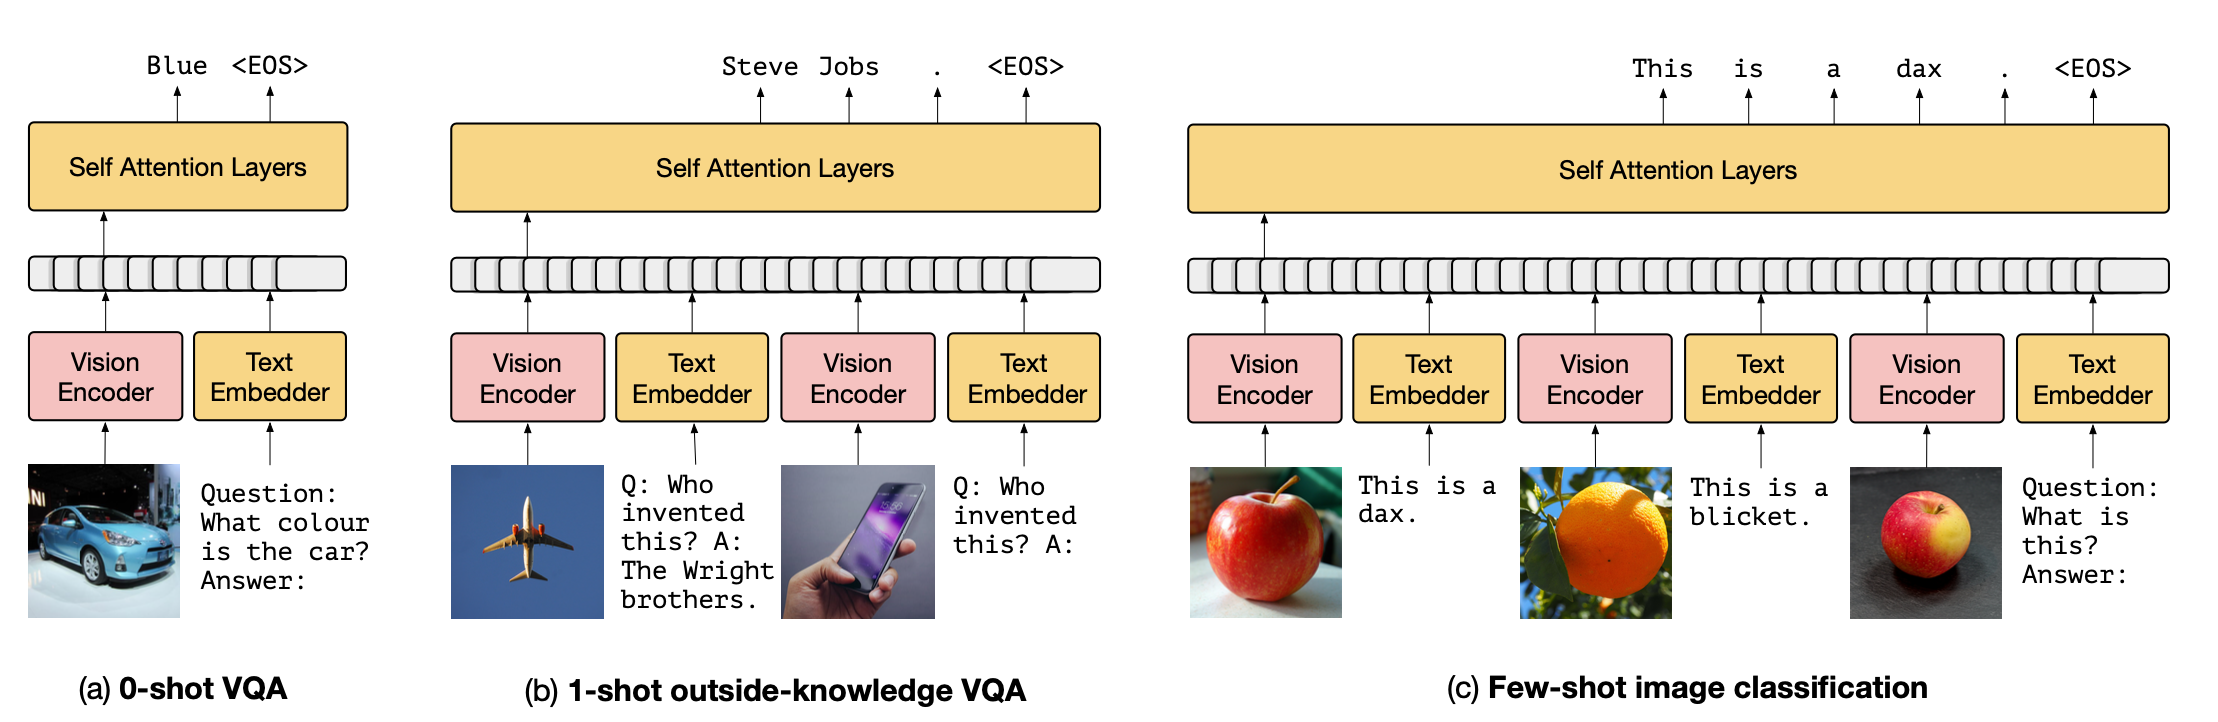 Blue <EOS>
Self Attention Layers
Vision
Encoder
Text
Embedder
Question:
What colour
is the car?
Answer:
(a) 0-shot VQA
Steve Jobs . <EOS>
Self Attention Layers
Vision
Encoder
Text
Embedder
Vision
Encoder
Text
Embedder
Q: Who
invented
this? A:
The Wright
brothers.
Q: Who
invented
this? A:
(b) 1-shot outside-knowledge VQA
This is a dax . <EOS>
Self Attention Layers
Vision
Encoder
Text
Embedder
Vision
Encoder
Text
Embedder
Vision
Encoder
Text
Embedder
This is a
dax.
This is a
blicket.
Question:
What is
this?
Answer:
(c) Few-shot image classification